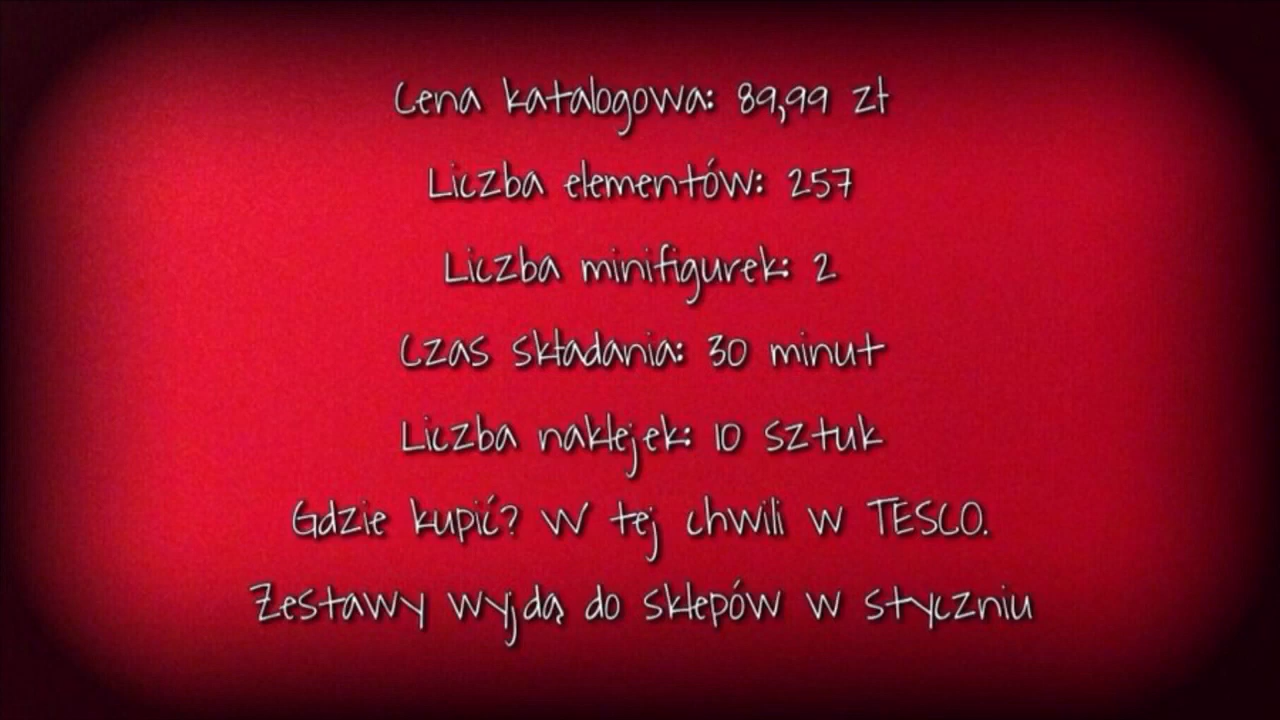 Cena katalogowa: 89,99 zł
Liczba elementów: 257
Liczba minifigurek: 2
Czas składania: 30 minut
Liczba naklejek: 10 sztuk
Gdzie kupić? W tej chwili w TESCO.
Zestawy wyjdą do sklepów w styczniu